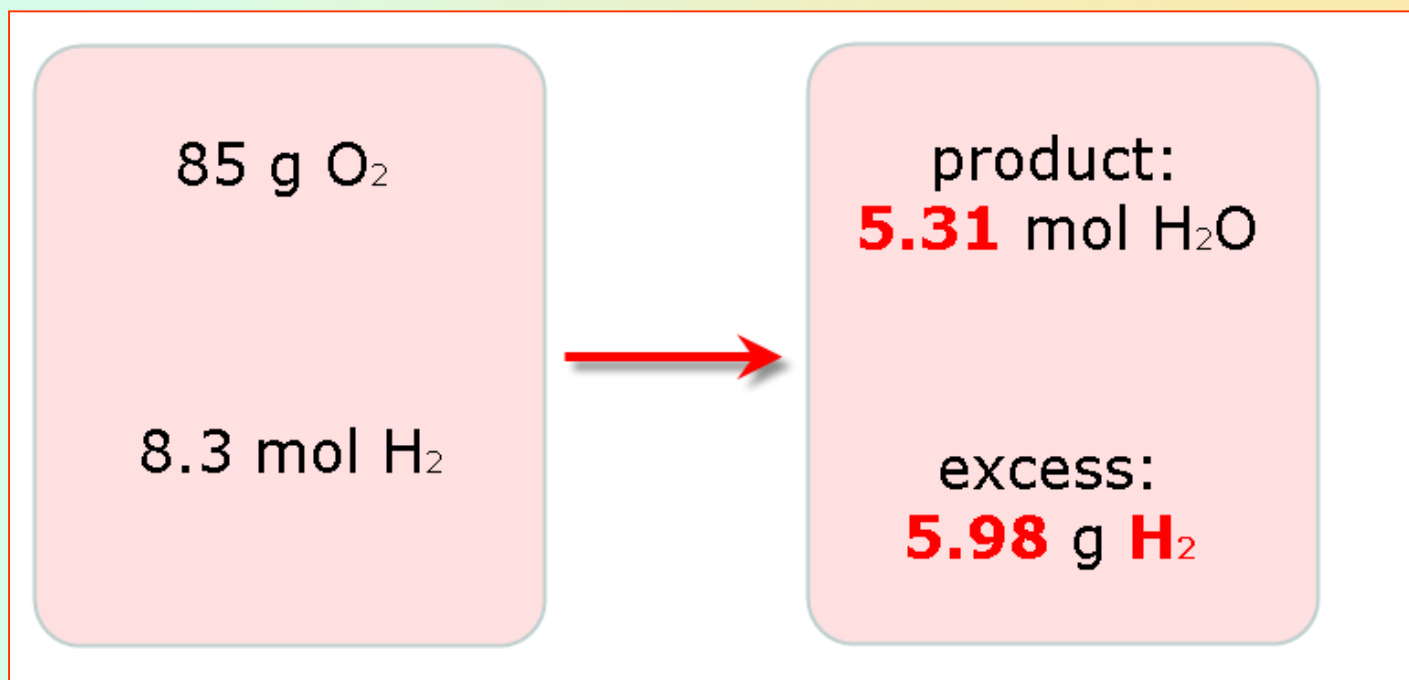 85 g O₂
8.3 mol H₂
product:
5.31 mol H₂O
excess:
5.98 g H₂